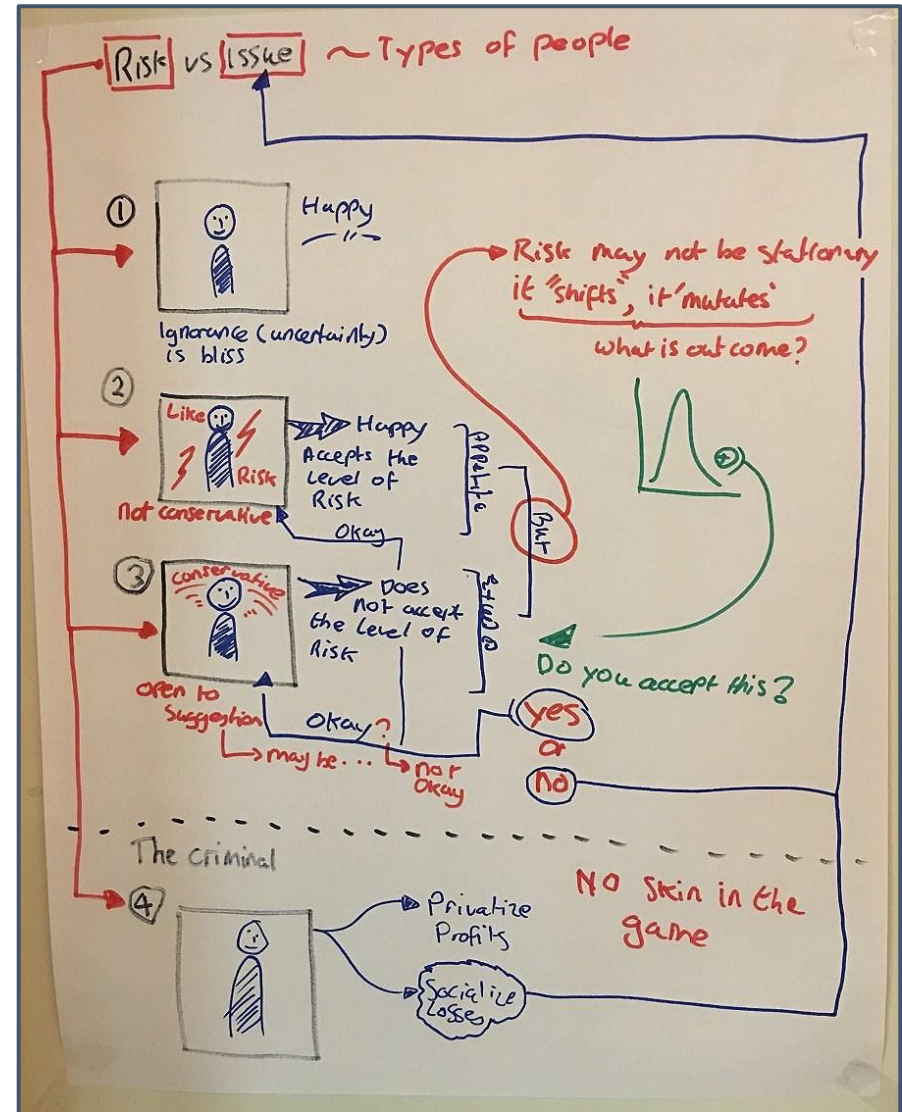 Risk vs Issue ~ Types of people
1
Happy
Ignorance (uncertainty)
is bliss
Risk may not be stationary
it "shifts", it 'mutates'
what is outcome?
2
Like
Risk
not conservative
Happy
Accepts the
Level of
Risk
Okay
Appetite
But
3
conservative
Does
not accept
the Level of
Risk
open to
Suggestion
may be...
Okay?
not
Okay
+
Do you accept this?
yes
or
no
The criminal
4
Privatize
Profits
Socialize
Losses
NO skin in the
game